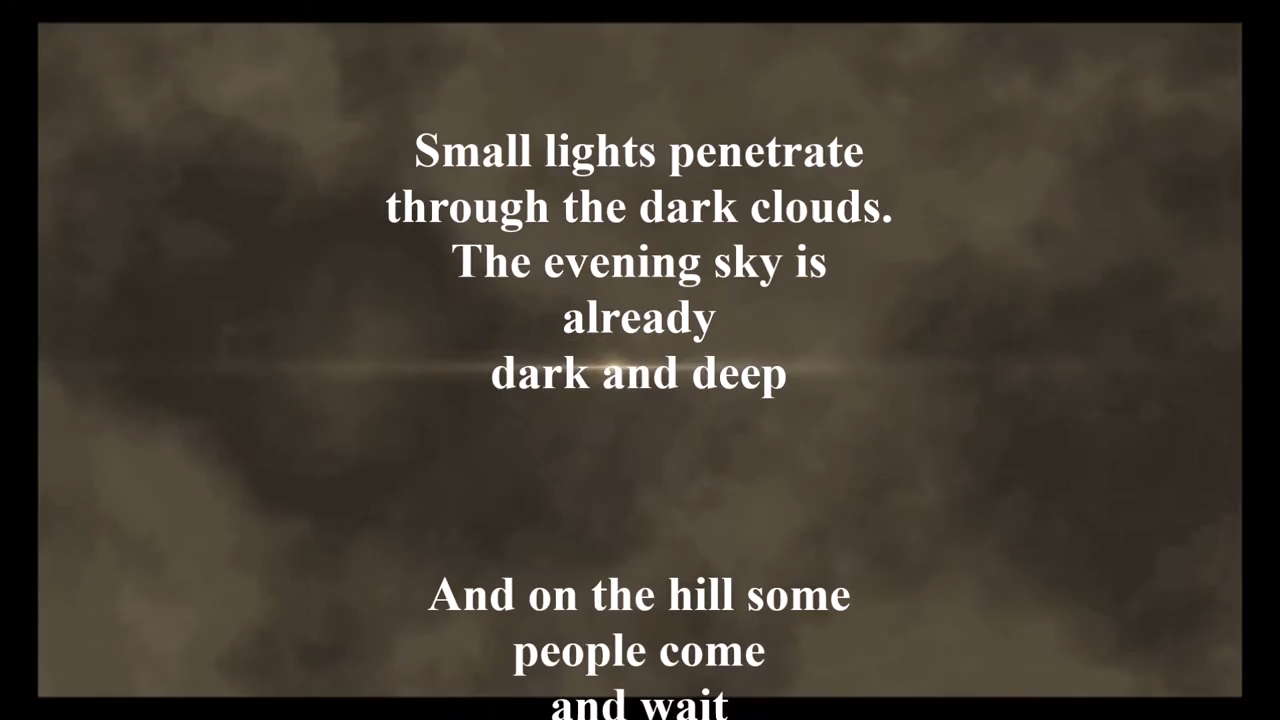 Small lights penetrate
through the dark clouds.
The evening sky is
already
dark and deep
And on the hill some
people come
and wait